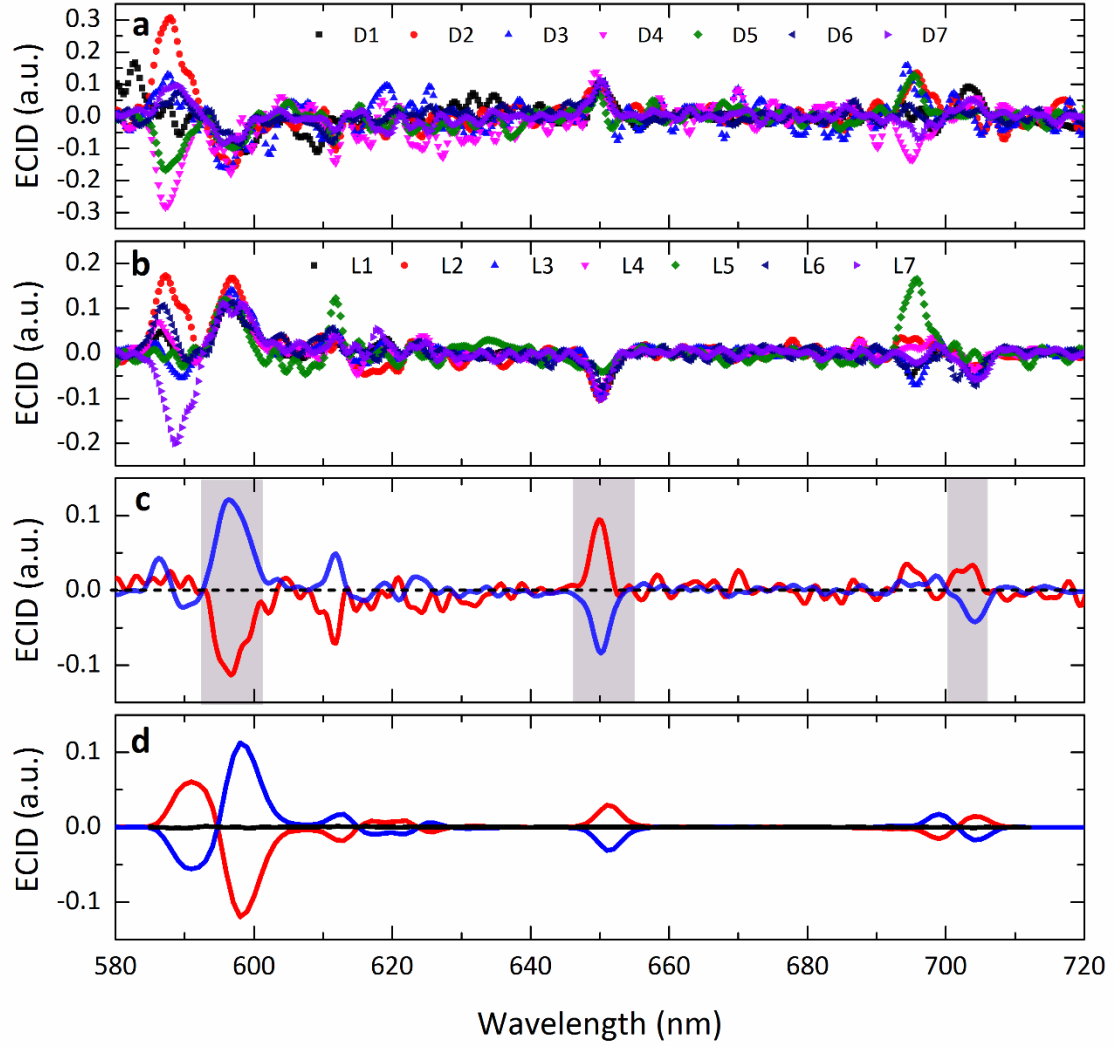 a
D1 D2 D3 D4 D5 D6 D7
ECID (a.u.)
0.3
0.2
0.1
0.0
-0.1
-0.2
-0.3
b
L1 L2 L3 L4 L5 L6 L7
ECID (a.u.)
0.2
0.1
0.0
-0.1
-0.2
c
ECID (a.u.)
0.1
0.0
-0.1
d
ECID (a.u.)
0.1
0.0
-0.1
580 600 620 640 660 680 700 720
Wavelength (nm)